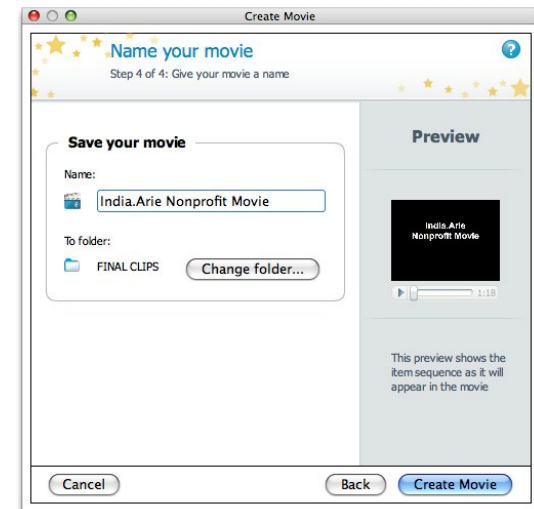 Create Movie
Name your movie
?
Step 4 of 4: Give your movie a name
Save your movie
Name:
India.Arie Nonprofit Movie
To folder:
FINAL CLIPS
Change folder...
Preview
India.Arie
Nonprofit Movie
1:18
This preview shows the
item sequence as it will
appear in the movie
Cancel
Back
Create Movie